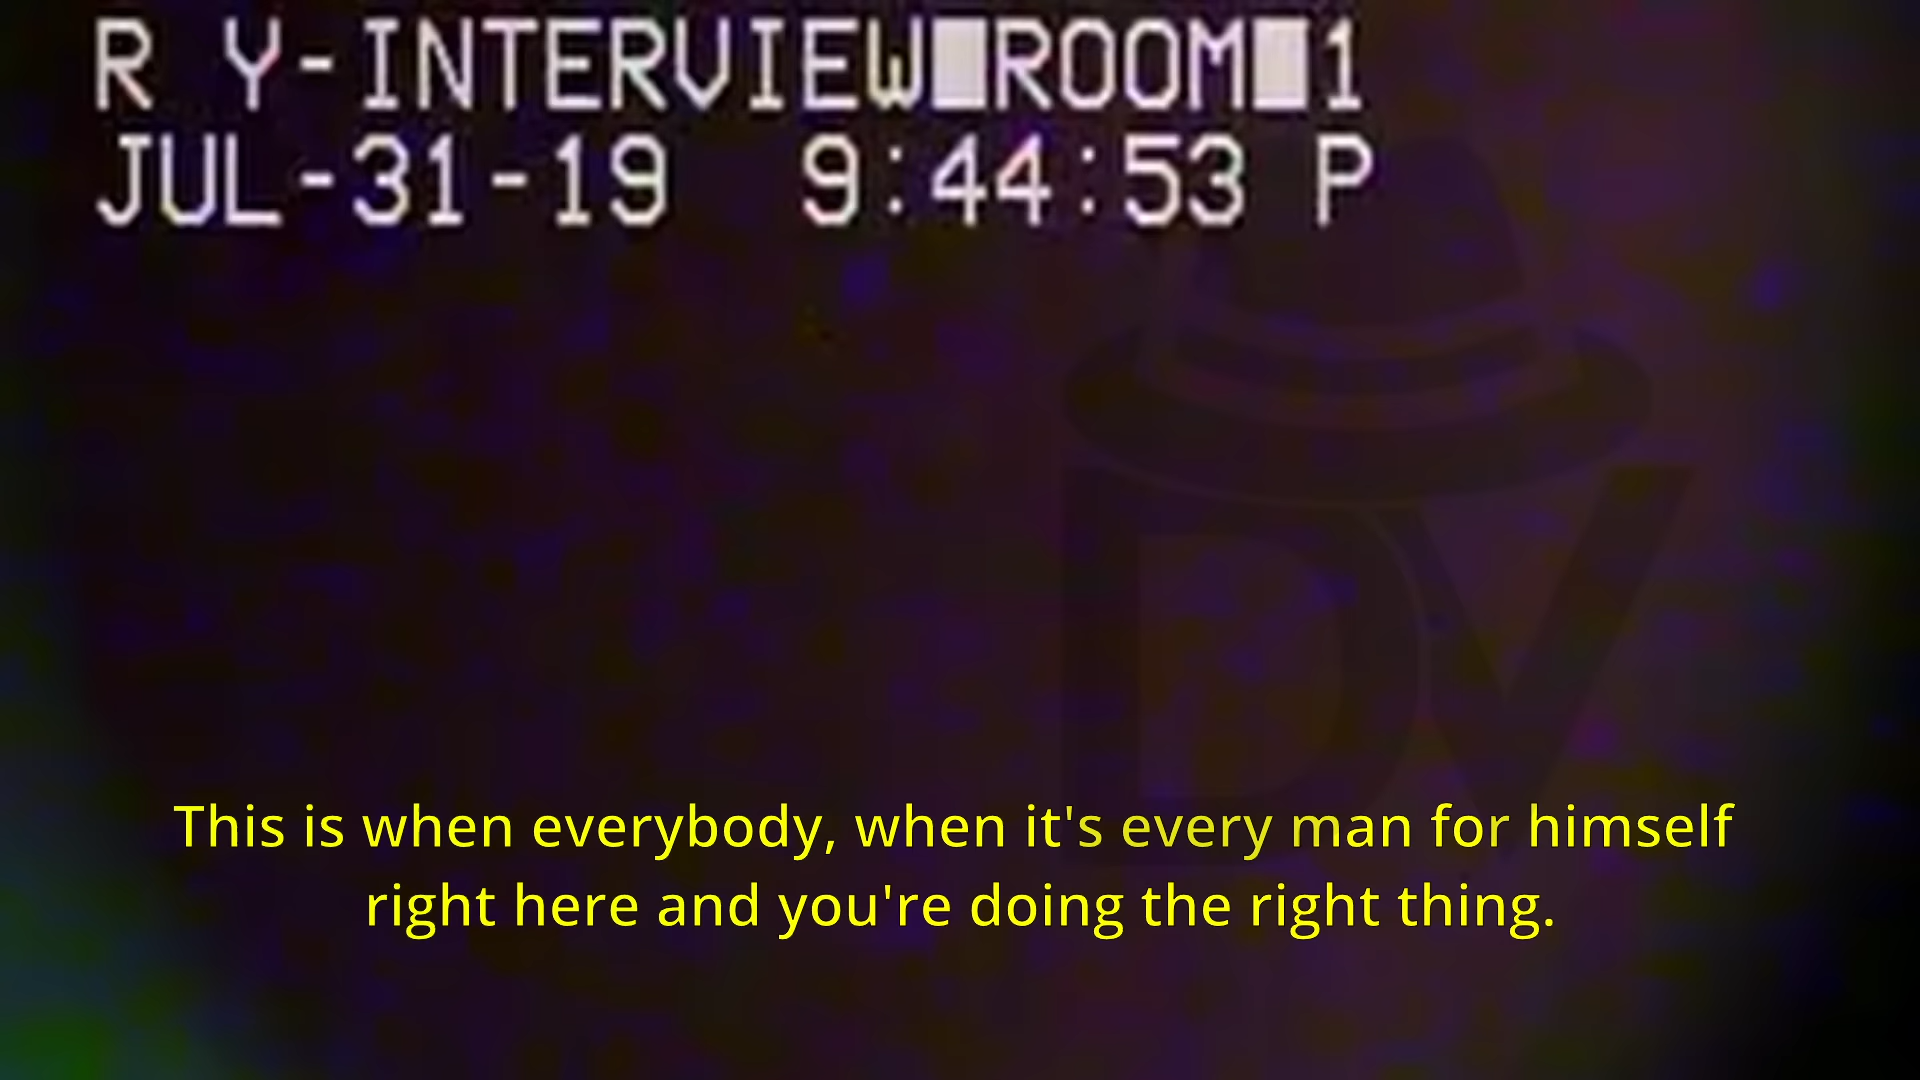 R Y-INTERVIEW ROOM 1
JUL-31-19 9:44:53 P
DV
This is when everybody, when it's every man for himself
right here and you're doing the right thing.